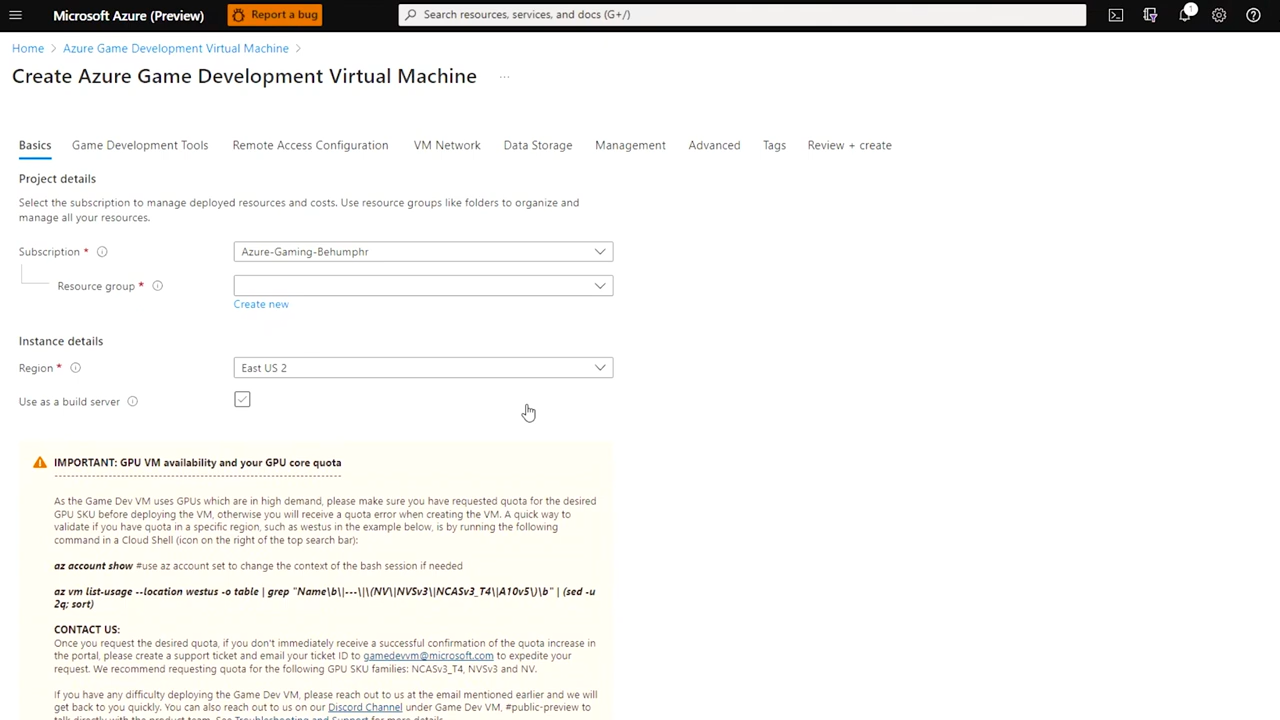 Microsoft Azure (Preview)
Report a bug
Search resources, services, and docs (G+/)
1
Home > Azure Game Development Virtual Machine >
Create Azure Game Development Virtual Machine ...
Basics
Game Development Tools
Remote Access Configuration
VM Network
Data Storage
Management
Advanced
Tags
Review + create
Project details
Select the subscription to manage deployed resources and costs. Use resource groups like folders to organize and
manage all your resources.
Subscription *
Azure-Gaming-Behumphr
Resource group *
Create new
Instance details
Region *
East US 2
Use as a build server
IMPORTANT: GPU VM availability and your GPU core quota
As the Game Dev VM uses GPUs which are in high demand, please make sure you have requested quota for the desired
GPU SKU before deploying the VM, otherwise you will receive a quota error when creating the VM. A quick way to
validate if you have quota in a specific region, such as westus in the example below, is by running the following
command in a Cloud Shell (icon on the right of the top search bar):
az account show #use az account set to change the context of the bash session if needed
az vm list-usage --location westus -o table | grep "Name\b\|---\||\(NV\|NVSv3\|NCASv3_T4\|A10v5\)\b" | (sed -u
2q; sort)
CONTACT US:
Once you request the desired quota, if you don't immediately receive a successful confirmation of the quota increase in
the portal, please create a support ticket and email your ticket ID to gamedevvm@microsoft.com to expedite your
request. We recommend requesting quota for the following GPU SKU families: NCASv3_T4, NVSv3 and NV.
If you have any difficulty deploying the Game Dev VM, please reach out to us at the email mentioned earlier and we will
get back to you quickly. You can also reach out to us on our Discord Channel under Game Dev VM, #public-preview to
talk directly with the product team. See Troubleshooting and Support for more details.